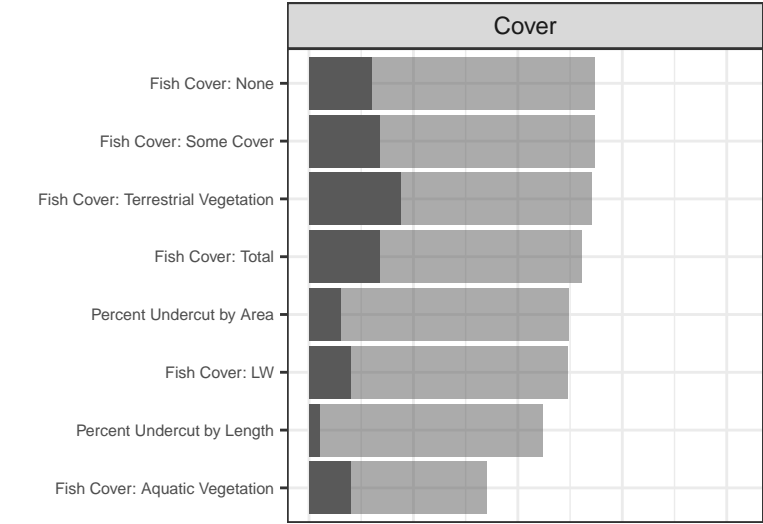 Cover
Fish Cover: None
Fish Cover: Some Cover
Fish Cover: Terrestrial Vegetation
Fish Cover: Total
Percent Undercut by Area
Fish Cover: LW
Percent Undercut by Length
Fish Cover: Aquatic Vegetation